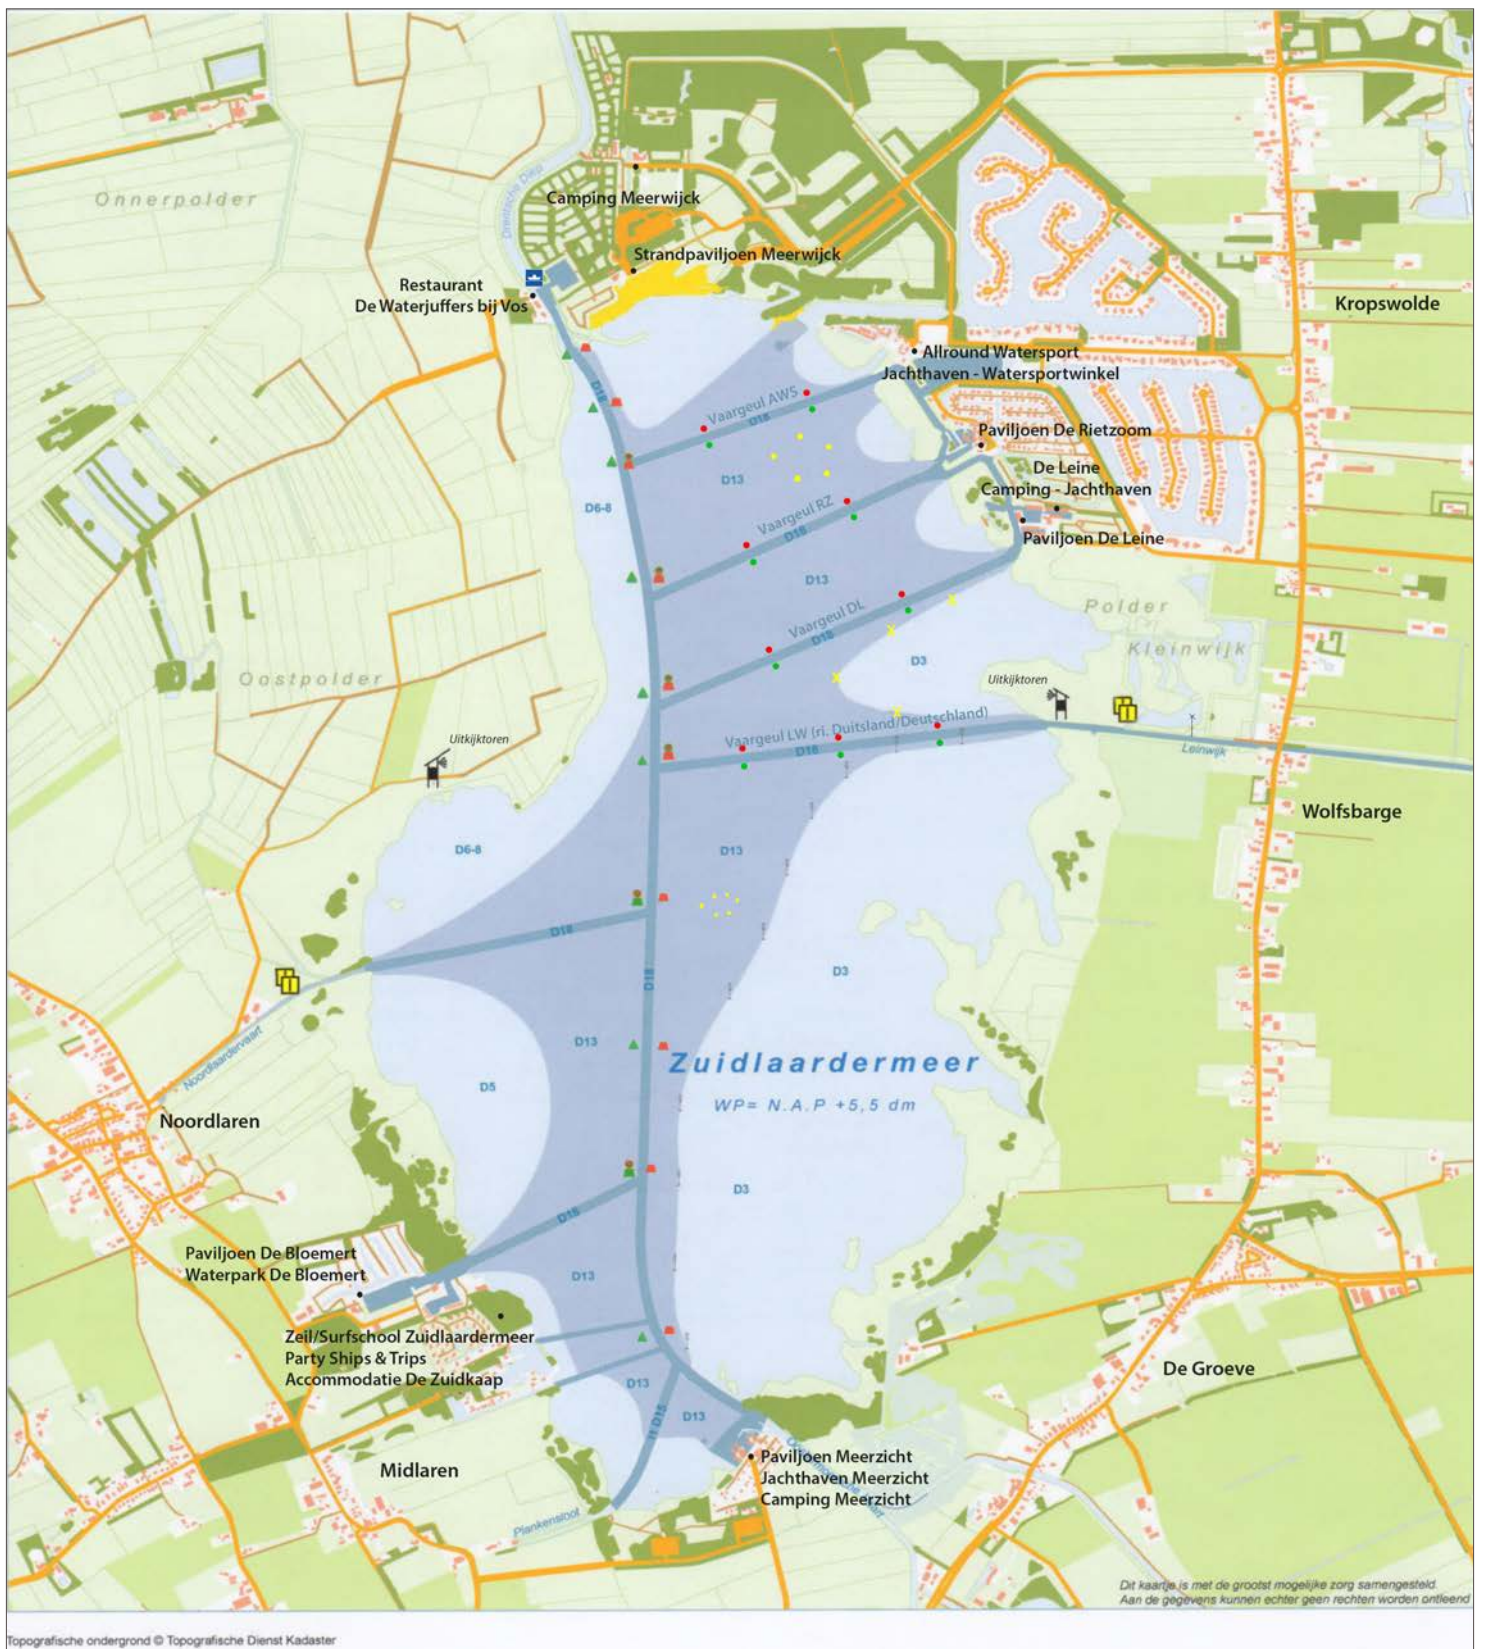 Onnerpolder
Drentsche Diep
Camping Meerwijck
Strandpaviljoen Meerwijck
Restaurant
De Waterjuffers bij Vos
Kropswolde
Allround Watersport
Jachthaven - Watersportwinkel
D18
Vaargeul AWS
D18
Paviljoen De Rietzoom
De Leine
Camping - Jachthaven
D13
D6-8
Vaargeul RZ
D18
Paviljoen De Leine
D13
Polder
Kleinwijk
Vaargeul DL
D18
D3
Oostpolder
Uitkijktoren
Uitkijktoren
Vaargeul LW (ri. Duitsland/Deutschland)
D18
Leinwijk
Wolfsbarge
D6-8
D13
D18
D18
D3
D13
Zuidlaardermeer
WP= N.A.P +5,5 dm
D5
Noordlaardervaart
Noordlaren
D3
D18
Paviljoen De Bloemert
Waterpark De Bloemert
D13
Zeil/Surfschool Zuidlaardermeer
Party Ships & Trips
Accommodatie De Zuidkaap
De Groeve
D13
D15
D13
Midlaren
Paviljoen Meerzicht
Jachthaven Meerzicht
Camping Meerzicht
Plankensloot
Dit kaartje is met de grootst mogelijke zorg samengesteld.
Aan de gegevens kunnen echter geen rechten worden ontleend
Topografische ondergrond © Topografische Dienst Kadaster